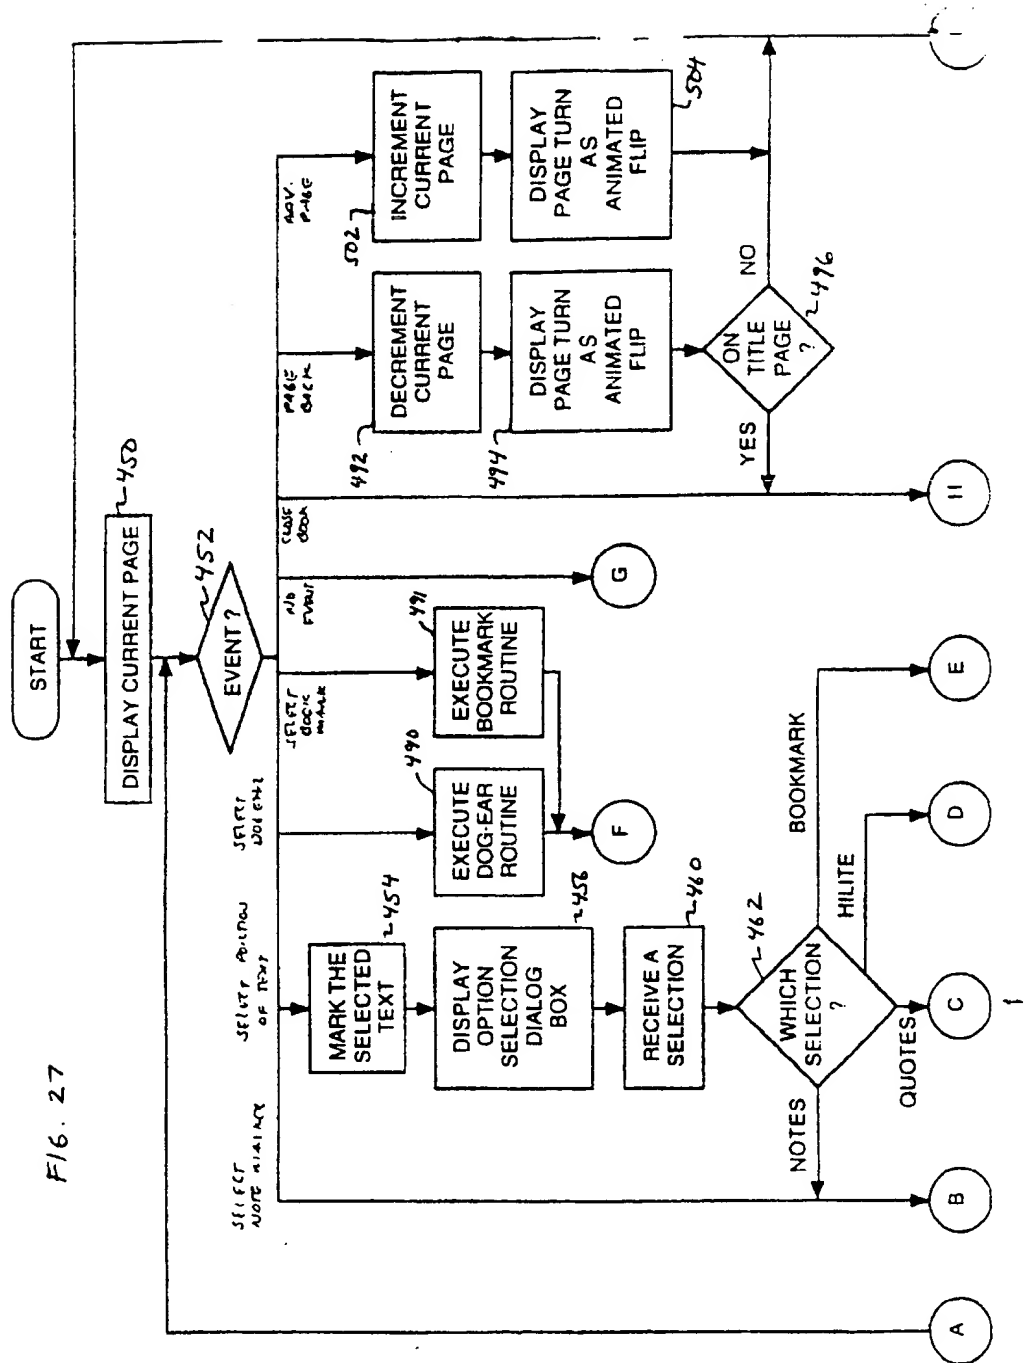 FIG. 27
START
DISPLAY CURRENT PAGE
450
EVENT?
452
SELECT
SELECT PORTION
OF TEXT
SELECT
DOG EAR
SELECT
BOOK
MARK
NO
EVENT
CLOSE
BOOK
PAGE
BACK
ADV.
PAGE
MARK THE
SELECTED
TEXT
454
DISPLAY
OPTION
SELECTION
DIALOG
BOX
456
RECEIVE A
SELECTION
460
WHICH
SELECTION
?
462
NOTES
QUOTES
HILITE
BOOKMARK
EXECUTE
DOG-EAR
ROUTINE
490
EXECUTE
BOOKMARK
ROUTINE
491
DECREMENT
CURRENT
PAGE
492
DISPLAY
PAGE TURN
AS
ANIMATED
FLIP
494
ON
TITLE
PAGE
?
496
YES
NO
INCREMENT
CURRENT
PAGE
502
DISPLAY
PAGE TURN
AS
ANIMATED
FLIP
504
A
B
C
D
E
F
G
H
I